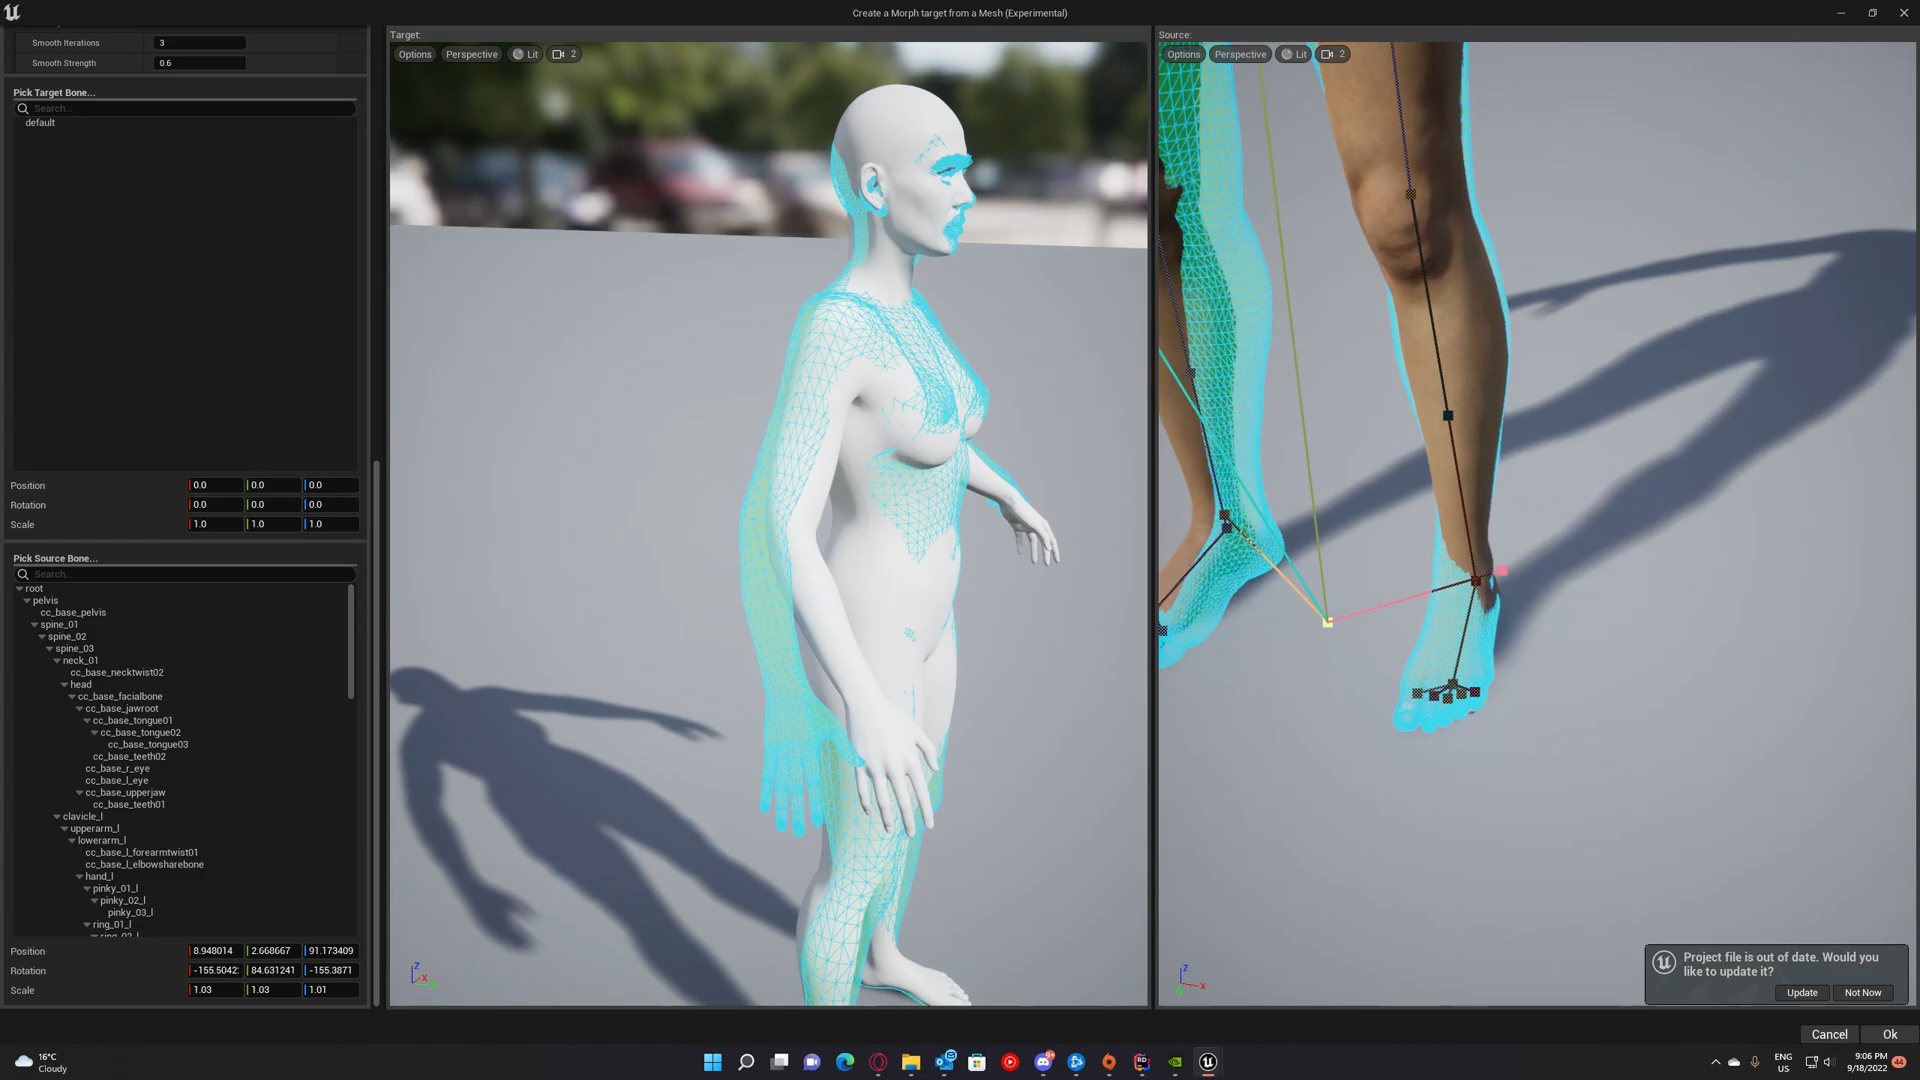 Create a Morph target from a Mesh (Experimental)
Smooth Iterations
3
Smooth Strength
0.6
Pick Target Bone...
Search...
default
Position
0.0
0.0
0.0
Rotation
0.0
0.0
0.0
Scale
1.0
1.0
1.0
Pick Source Bone...
Search...
root
pelvis
cc_base_pelvis
spine_01
spine_02
spine_03
neck_01
cc_base_necktwist02
head
cc_base_facialbone
cc_base_jawroot
cc_base_tongue01
cc_base_tongue02
cc_base_tongue03
cc_base_teeth02
cc_base_r_eye
cc_base_l_eye
cc_base_upperjaw
cc_base_teeth01
clavicle_l
upperarm_l
lowerarm_l
cc_base_l_forearmtwist01
cc_base_l_elbowsharebone
hand_l
pinky_01_l
pinky_02_l
pinky_03_l
ring_01_l
Position
8.948014
2.668667
91.173409
Rotation
-155.5042
84.631241
-155.3871
Scale
1.03
1.03
1.01
Target:
Options
Perspective
Lit
2
Z
X
Source:
Options
Perspective
Lit
2
Z
X
Project file is out of date. Would you
like to update it?
Update
Not Now
Cancel
Ok
16°C
Cloudy
ENG
US
9:06 PM
9/18/2022
44